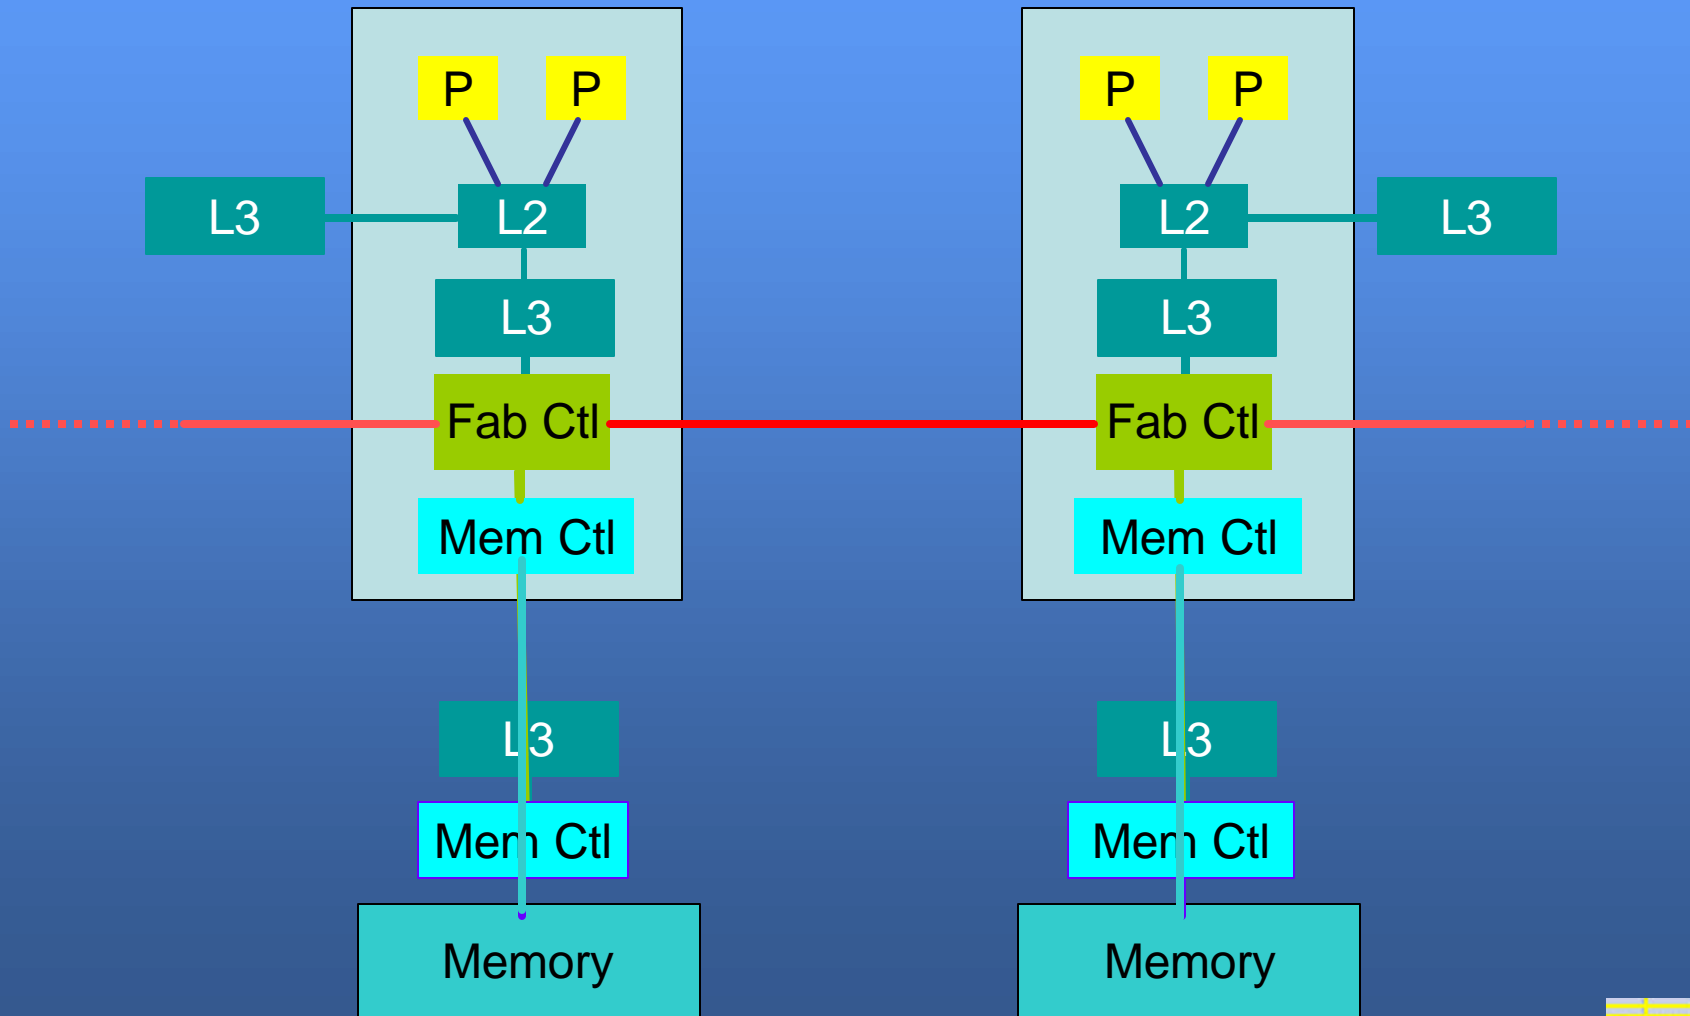 P P P P
L3 L2 L2 L3
L3 L3
Fab Ctl Fab Ctl
Mem Ctl Mem Ctl
L3 L3
Mem Ctl Mem Ctl
Memory Memory